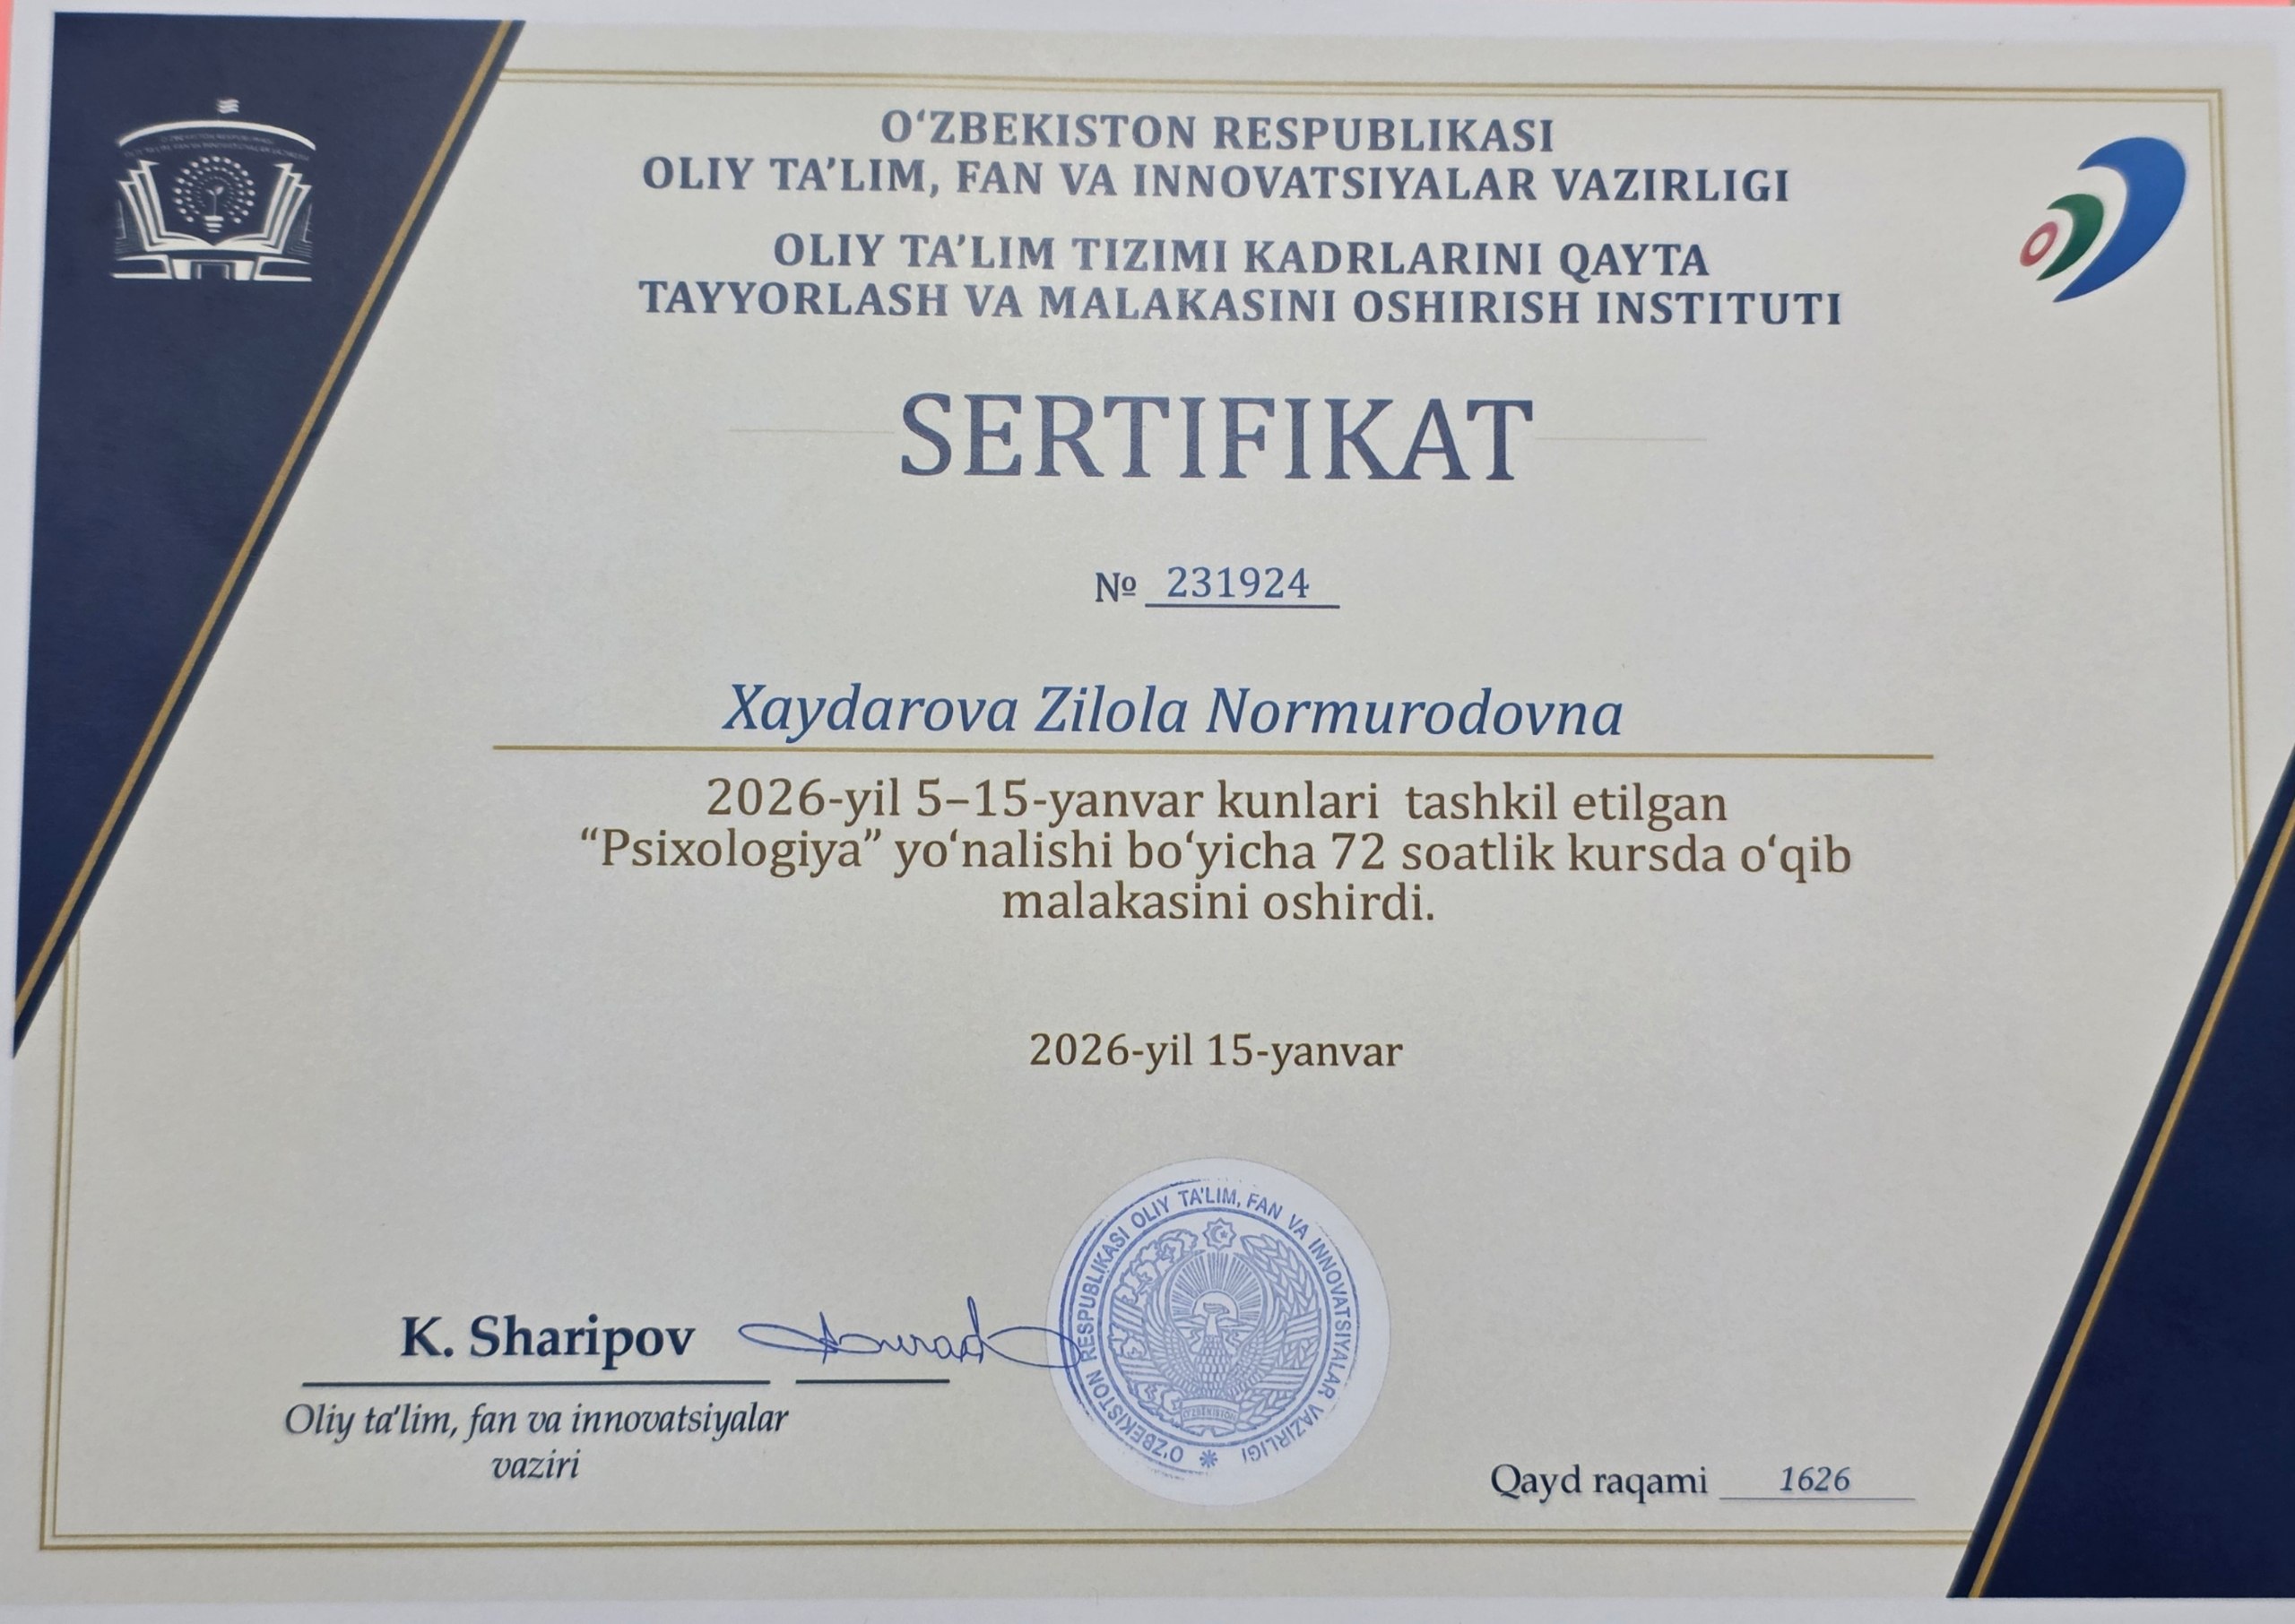 O‘ZBEKISTON RESPUBLIKASI
OLIY TA’LIM, FAN VA INNOVATSIYALAR VAZIRLIGI
OLIY TA’LIM TIZIMI KADRLARINI QAYTA
TAYYORLASH VA MALAKASINI OSHIRISH INSTITUTI
SERTIFIKAT
№ 231924
Xaydarova Zilola Normurodovna
2026-yil 5–15-yanvar kunlari tashkil etilgan
“Psixologiya” yo‘nalishi bo‘yicha 72 soatlik kursda o‘qib
malakasini oshirdi.
2026-yil 15-yanvar
K. Sharipov
Oliy ta’lim, fan va innovatsiyalar
vaziri
O‘ZBEKISTON RESPUBLIKASI OLIY TA’LIM, FAN VA INNOVATSIYALAR VAZIRLIGI
O‘ZBEKISTON
Qayd raqami 1626